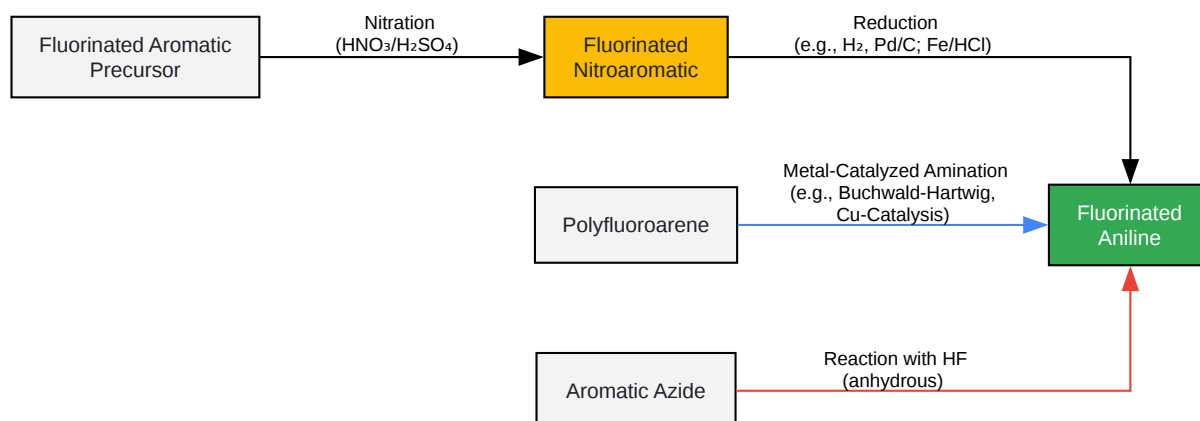 Fluorinated Aromatic
Precursor
Nitration
(HNO₃/H₂SO₄)
Fluorinated
Nitroaromatic
Reduction
(e.g., H₂, Pd/C; Fe/HCl)
Polyfluoroarene
Metal-Catalyzed Amination
(e.g., Buchwald-Hartwig,
Cu-Catalysis)
Fluorinated
Aniline
Aromatic Azide
Reaction with HF
(anhydrous)